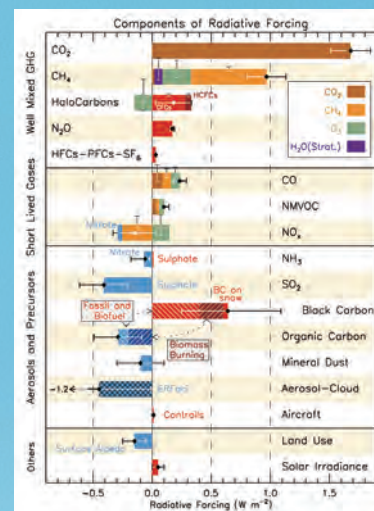 Components of Radiative Forcing
Well Mixed GHG
CO₂
CH₄
HaloCarbons
HCFCs
CFCs
N₂O
HFCs-PFCs-SF₆
CO₂
CH₄
O₃
H₂O(Strat.)
Short Lived Gases
CO
NMVOC
NOₓ
Nitrate
Aerosols and Precursors
Nitrate
Sulphate
NH₃
SO₂
BC on
snow
Black Carbon
Fossil and
Biofuel
Organic Carbon
Biomass
Burning
Mineral Dust
-1.2
Aerosol-Cloud
Contrails
Aircraft
Others
Surface Albedo
Land Use
Solar Irradiance
-0.5 0.0 0.5 1.0 1.5
Radiative Forcing (W m⁻²)